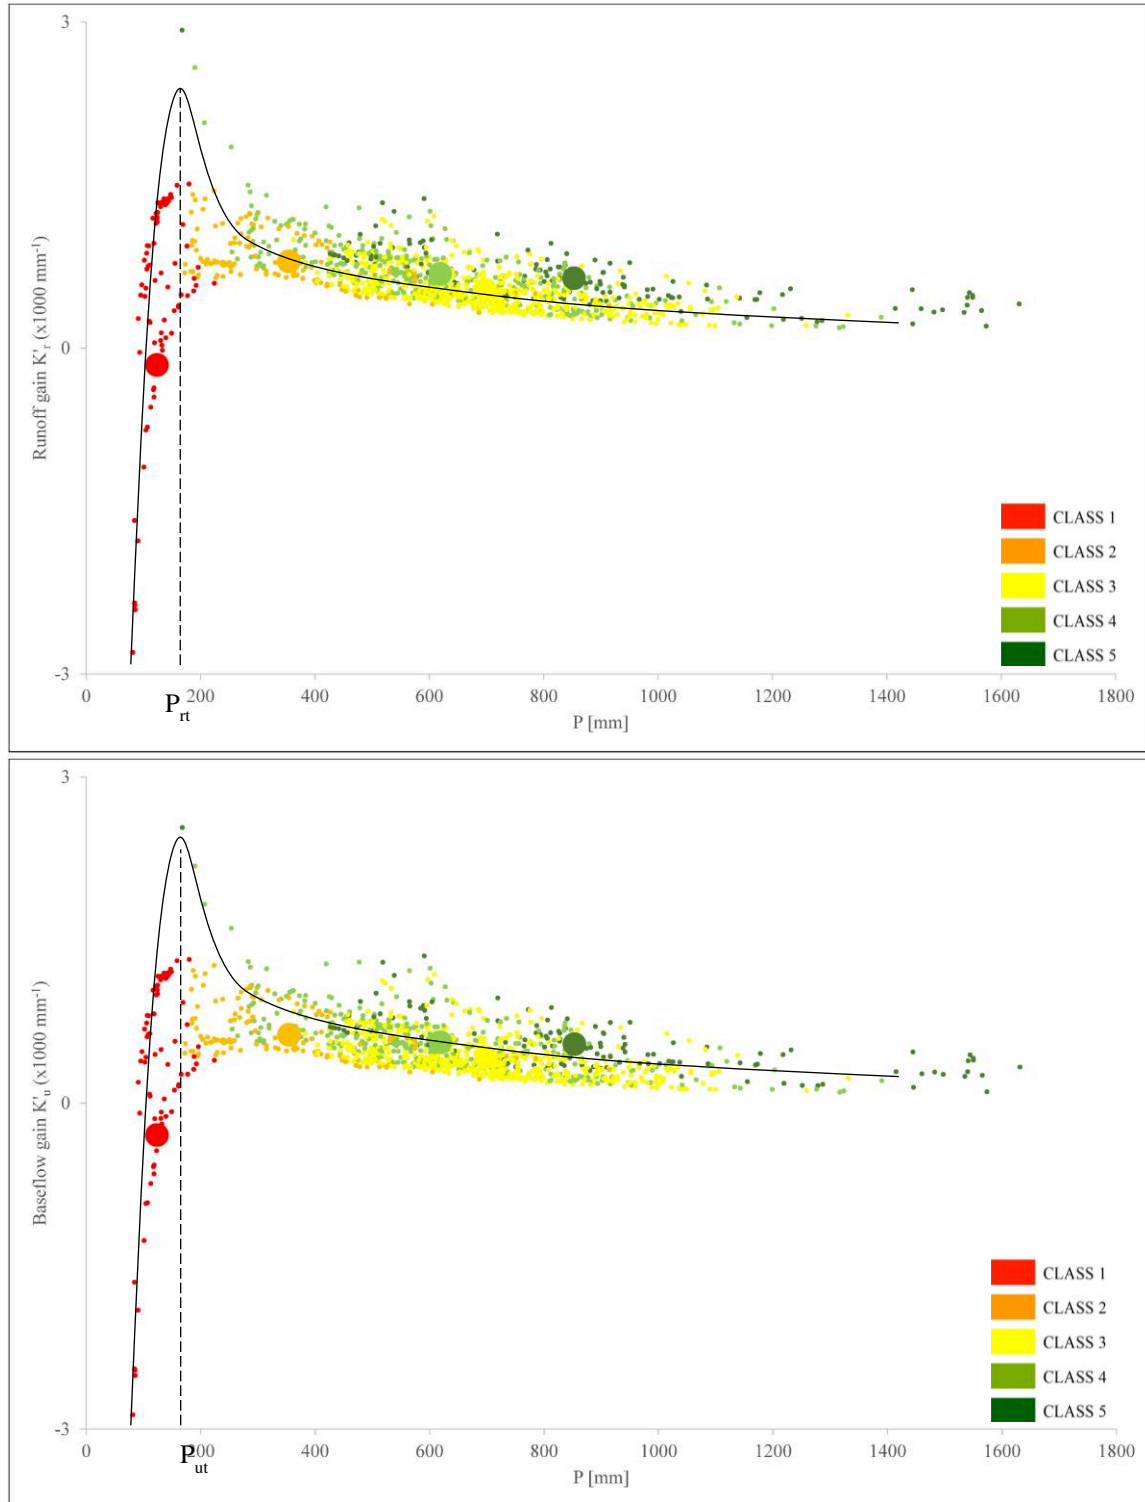 3
0
-3
Runoff gain K'r (x1000 mm⁻¹)
CLASS 1
CLASS 2
CLASS 3
CLASS 4
CLASS 5
0 200 400 600 800 1000 1200 1400 1600 1800
Prt
P [mm]
3
0
-3
Baseflow gain K'u (x1000 mm⁻¹)
CLASS 1
CLASS 2
CLASS 3
CLASS 4
CLASS 5
0 200 400 600 800 1000 1200 1400 1600 1800
Put
P [mm]